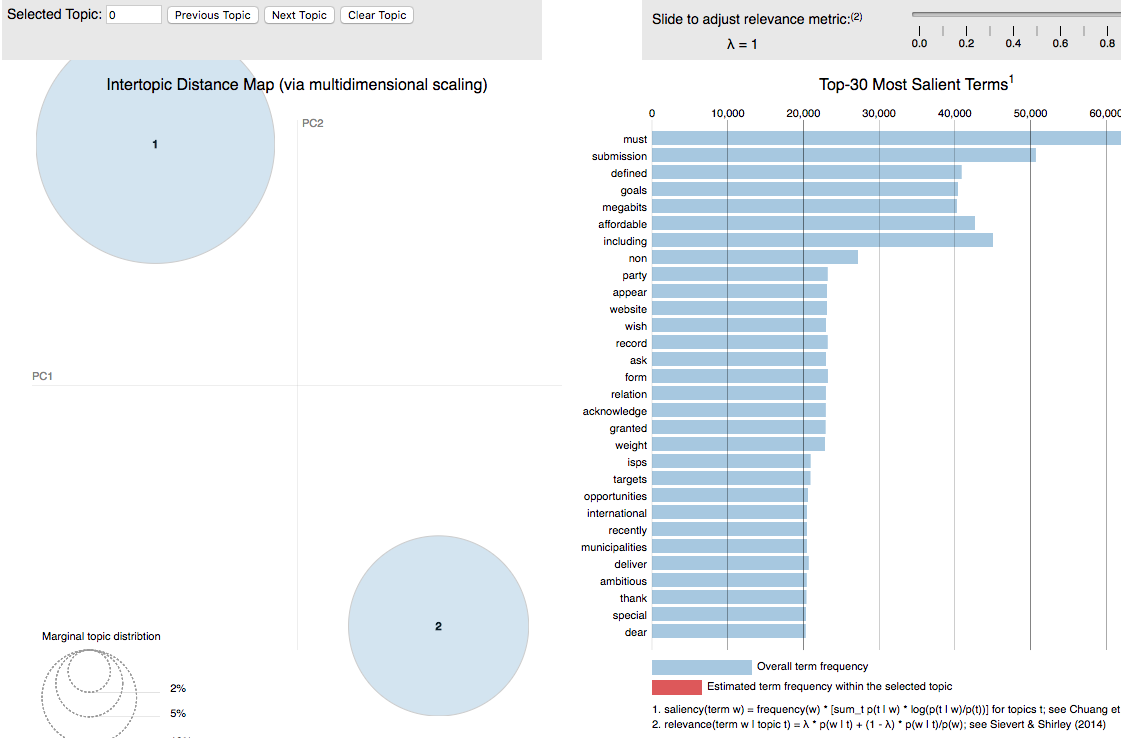 Selected Topic: 0 Previous Topic Next Topic Clear Topic
Slide to adjust relevance metric:(2)
λ = 1
0.0 0.2 0.4 0.6 0.8
Intertopic Distance Map (via multidimensional scaling)
PC2
PC1
1
2
Marginal topic distribtion
2%
5%
Top-30 Most Salient Terms1
0 10,000 20,000 30,000 40,000 50,000 60,000
must
submission
defined
goals
megabits
affordable
including
non
party
appear
website
wish
record
ask
form
relation
acknowledge
granted
weight
isps
targets
opportunities
international
recently
municipalities
deliver
ambitious
thank
special
dear
Overall term frequency
Estimated term frequency within the selected topic
1. saliency(term w) = frequency(w) * [sum_t p(t | w) * log(p(t | w)/p(t))] for topics t; see Chuang et
2. relevance(term w | topic t) = λ * p(w | t) + (1 - λ) * p(w | t)/p(w); see Sievert & Shirley (2014)